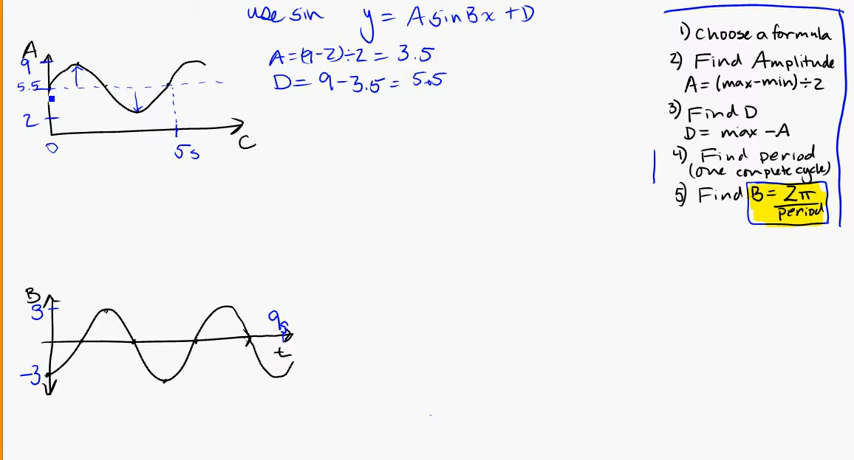 use sin y = A sin Bx + D
A = (9-2) ÷ 2 = 3.5
D = 9 - 3.5 = 5.5
A
9
5.5
2
0
5s
C
1) Choose a formula
2) Find Amplitude
A = (max-min) ÷ 2
3) Find D
D = max - A
4) Find period
(one complete cycle)
5) Find B = 2π
period
B
3
-3
t